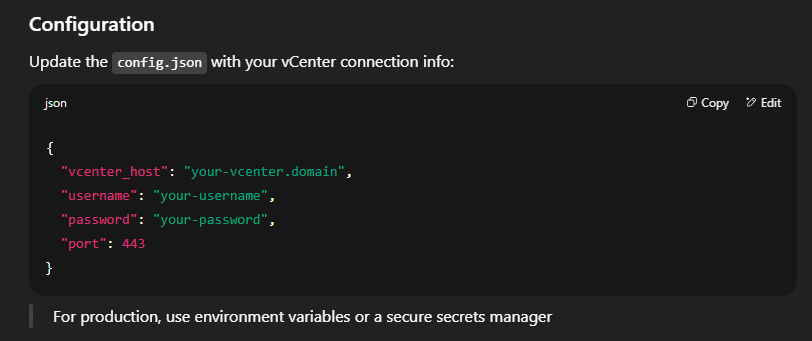 Configuration
Update the config.json with your vCenter connection info:
json
Copy
Edit
{
"vcenter_host": "your-vcenter.domain",
"username": "your-username",
"password": "your-password",
"port": 443
}
For production, use environment variables or a secure secrets manager